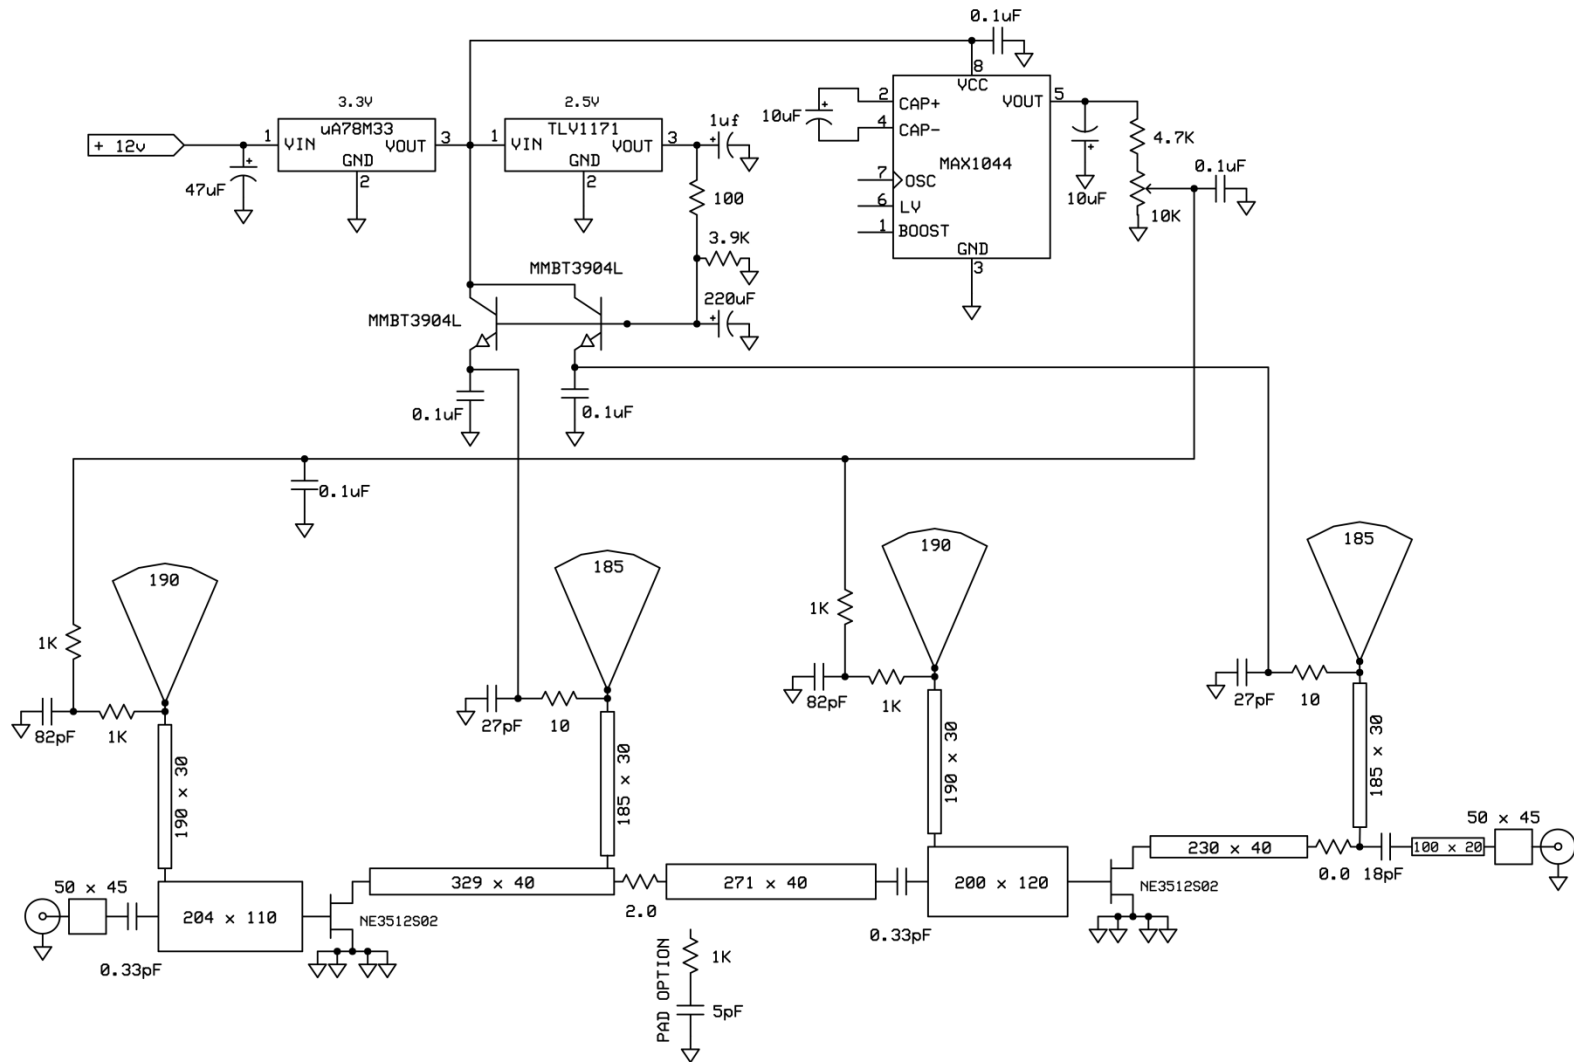 0.1uF
3.3V
2.5V
8
VCC
+ 12v
1
uA78M33
VIN
VOUT
3
GND
2
47uF
1
TLV1171
VIN
VOUT
3
GND
2
1uf
100
3.9K
220uF
10uF
2
CAP+
4
CAP-
VOUT
5
MAX1044
7
OSC
6
LV
1
BOOST
GND
3
10uF
4.7K
10K
0.1uF
MMBT3904L
MMBT3904L
0.1uF
0.1uF
0.1uF
190
185
190
185
1K
82pF
1K
27pF
10
1K
82pF
1K
27pF
10
190 x 30
185 x 30
190 x 30
185 x 30
50 x 45
0.33pF
204 x 110
NE3512S02
329 x 40
2.0
271 x 40
0.33pF
200 x 120
NE3512S02
230 x 40
0.0
18pF
100 x 20
50 x 45
PAD OPTION
1K
5pF